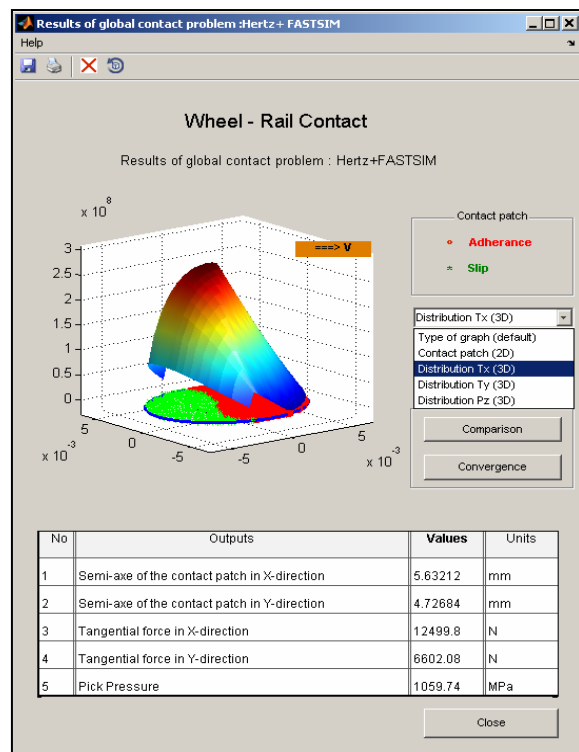 Results of global contact problem :Hertz+ FASTSIM
Help
Wheel - Rail Contact
Results of global contact problem : Hertz+FASTSIM
x 10^8
3
2.5
2
1.5
1
0.5
0
5
0
-5
x 10^-3
-5
0
5
x 10^-3
===> V
Contact patch
Adherance
Slip
Distribution Tx (3D)
Type of graph (default)
Contact patch (2D)
Distribution Tx (3D)
Distribution Ty (3D)
Distribution Pz (3D)
Comparison
Convergence
No Outputs Values Units
1 Semi-axe of the contact patch in X-direction 5.63212 mm
2 Semi-axe of the contact patch in Y-direction 4.72684 mm
3 Tangential force in X-direction 12499.8 N
4 Tangential force in Y-direction 6602.08 N
5 Pick Pressure 1059.74 MPa
Close